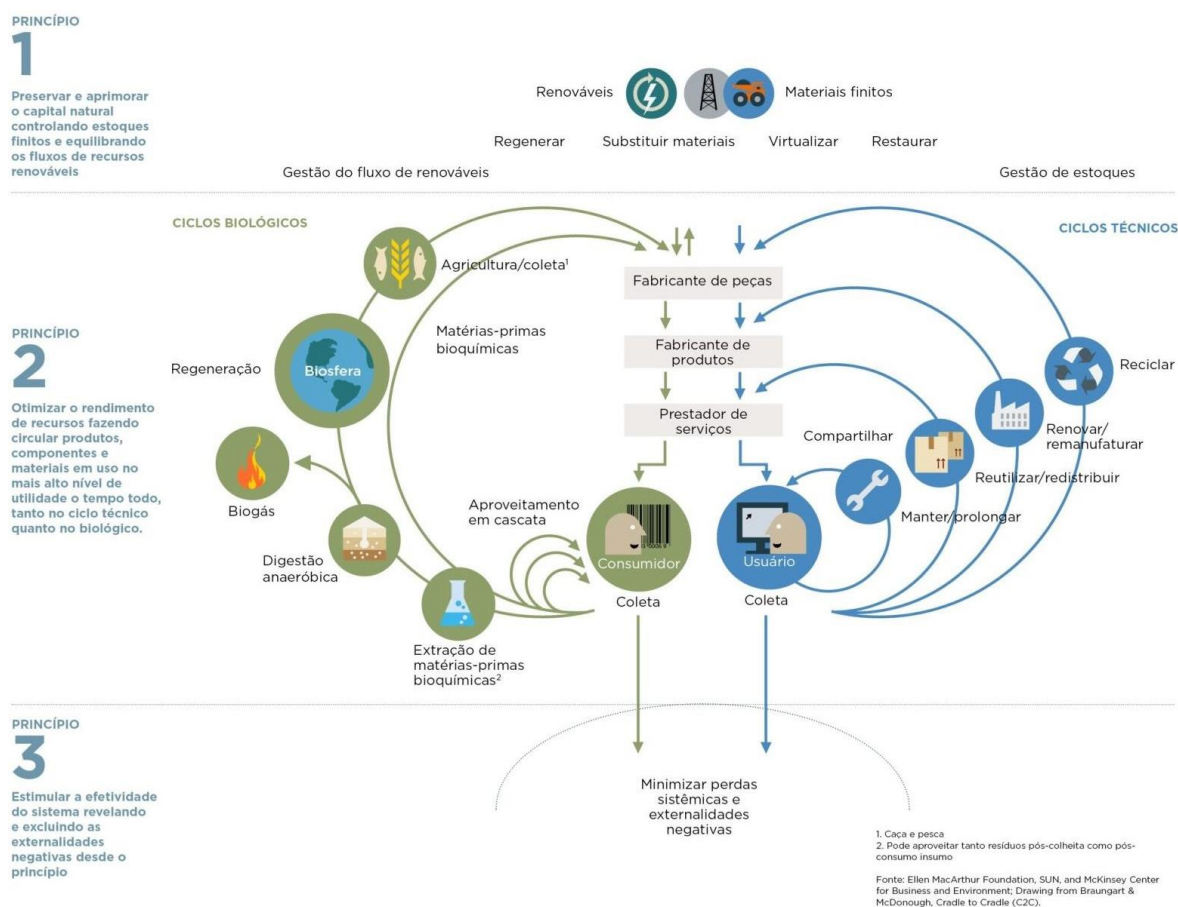 PRINCÍPIO
1
Preservar e aprimorar
o capital natural
controlando estoques
finitos e equilibrando
os fluxos de recursos
renováveis
Renováveis
Materiais finitos
Regenerar
Substituir materiais
Virtualizar
Restaurar
Gestão do fluxo de renováveis
Gestão de estoques
CICLOS BIOLÓGICOS
CICLOS TÉCNICOS
PRINCÍPIO
2
Otimizar o rendimento
de recursos fazendo
circular produtos,
componentes e
materiais em uso no
mais alto nível de
utilidade o tempo todo,
tanto no ciclo técnico
quanto no biológico.
Agricultura/coleta¹
Matérias-primas
bioquímicas
Regeneração
Biosfera
Biogás
Digestão
anaeróbica
Extração de
matérias-primas
bioquímicas²
Aproveitamento
em cascata
Fabricante de peças
Fabricante de
produtos
Prestador de
serviços
Consumidor
Coleta
Usuário
Coleta
Compartilhar
Manter/prolongar
Reutilizar/redistribuir
Renovar/
remanufaturar
Reciclar
PRINCÍPIO
3
Estimular a efetividade
do sistema revelando
e excluindo as
externalidades
negativas desde o
princípio
Minimizar perdas
sistêmicas e
externalidades
negativas
1. Caça e pesca
2. Pode aproveitar tanto resíduos pós-colheita como pós-
consumo insumo
Fonte: Ellen MacArthur Foundation, SUN, and McKinsey Center
for Business and Environment; Drawing from Braungart &
McDonough, Cradle to Cradle (C2C).